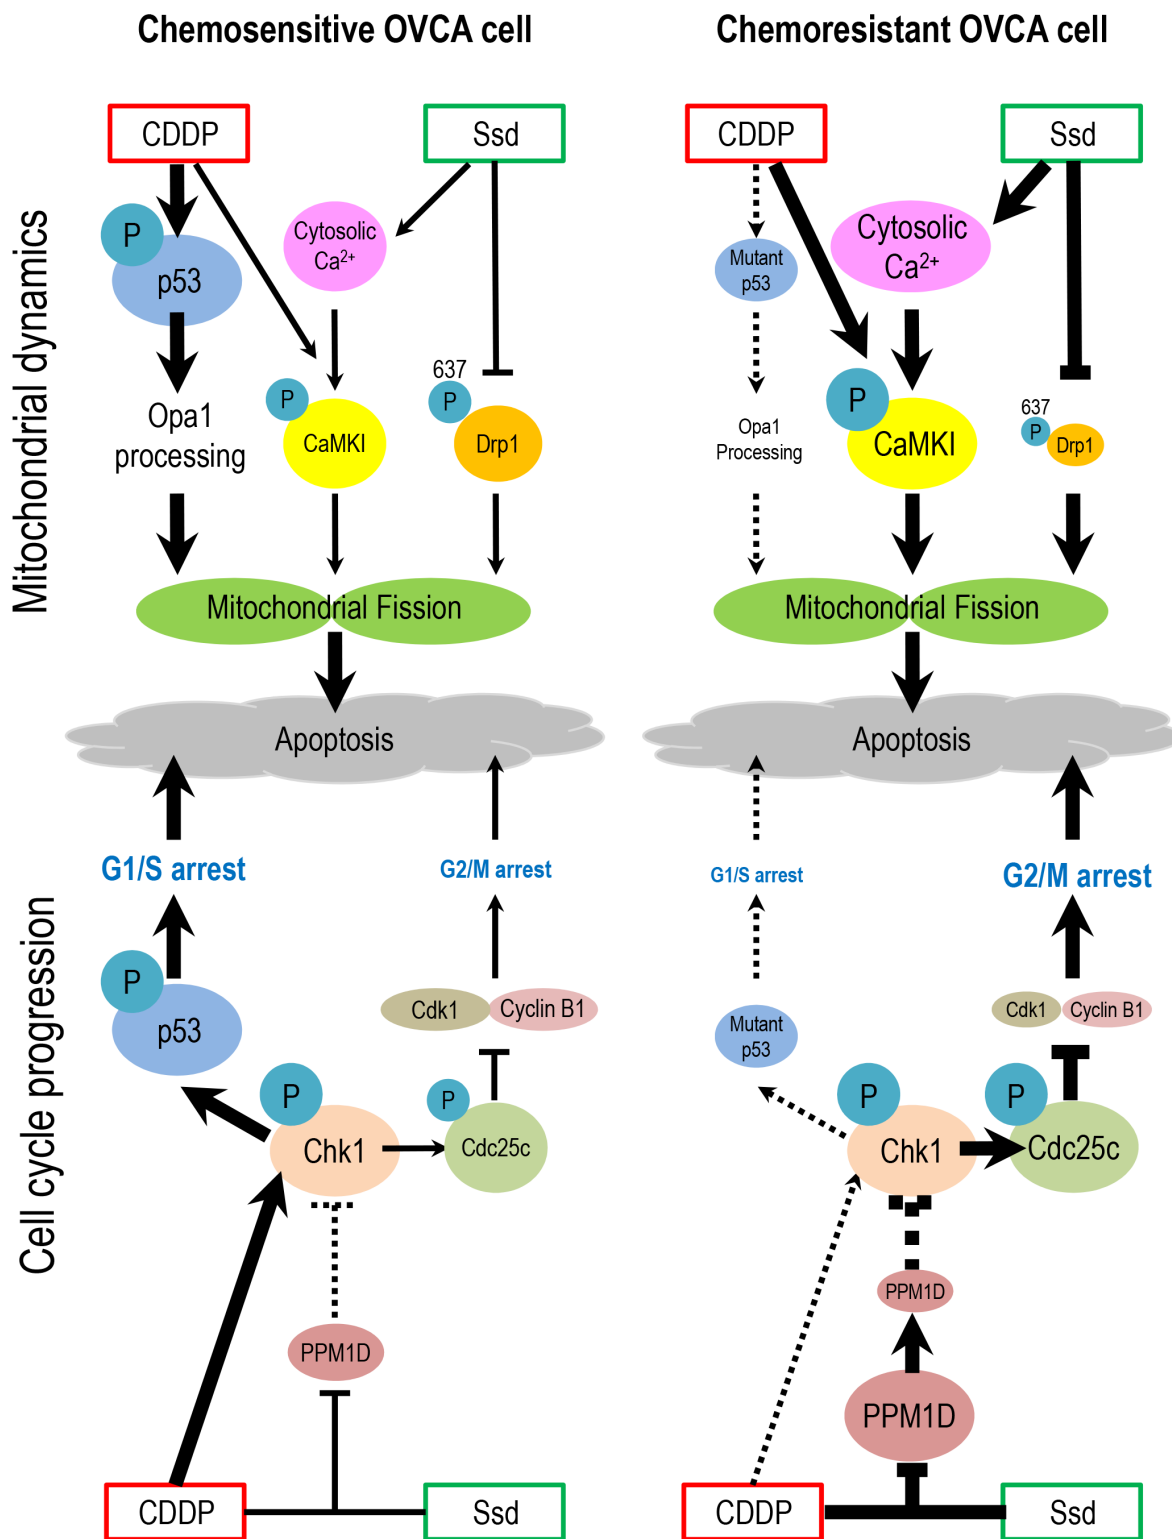 Chemosensitive OVCA cell
Chemoresistant OVCA cell
Mitochondrial dynamics
CDDP
Ssd
P
p53
Cytosolic
Ca²⁺
637
P
P
Opa1
processing
CaMKI
Drp1
Mitochondrial Fission
Apoptosis
CDDP
Ssd
Mutant
p53
Cytosolic
Ca²⁺
P
637
P
Opa1
Processing
CaMKI
Drp1
Mitochondrial Fission
Apoptosis
Cell cycle progression
G1/S arrest
G2/M arrest
P
p53
Cdk1
Cyclin B1
P
Chk1
P
Cdc25c
PPM1D
CDDP
Ssd
G1/S arrest
G2/M arrest
Mutant
p53
Cdk1
Cyclin B1
P
Chk1
P
Cdc25c
PPM1D
PPM1D
CDDP
Ssd